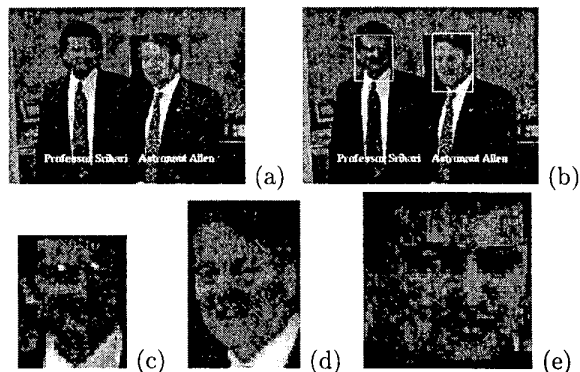 Professor Srihari Astronaut Allen (a)
Professor Srihari Astronaut Allen (b)
(c) (d) (e)